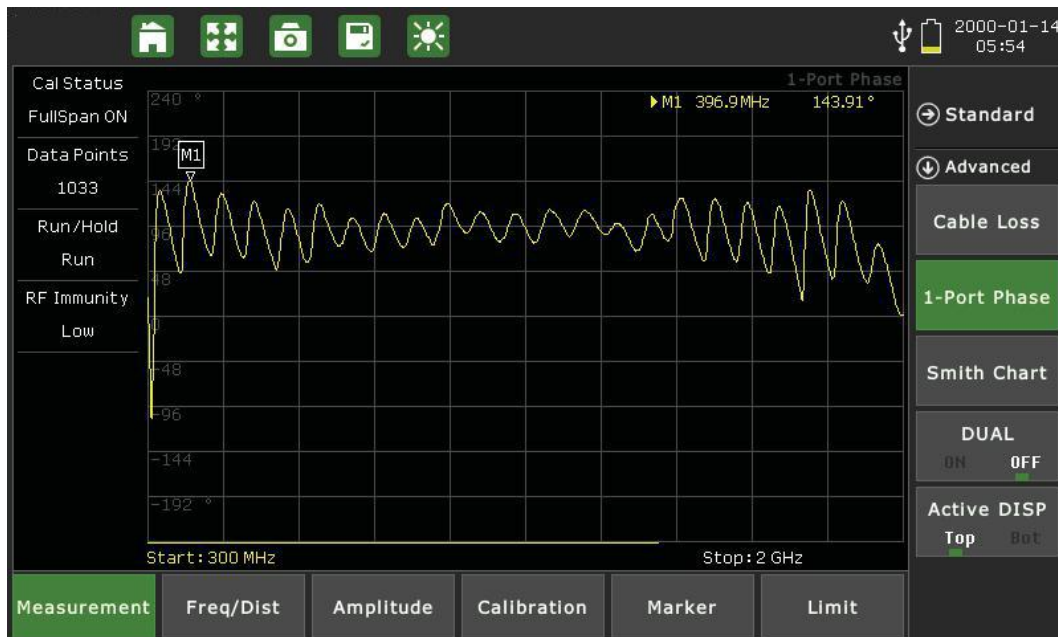 2000-01-14
05:54
Cal Status
FullSpan ON
Data Points
1033
Run/Hold
Run
RF Immunity
Low
1-Port Phase
M1 396.9MHz 143.91°
240 °
192
M1
144
96
48
0
-48
-96
-144
-192 °
Start:300 MHz
Stop:2 GHz
Standard
Advanced
Cable Loss
1-Port Phase
Smith Chart
DUAL
ON OFF
Active DISP
Top Bot
Measurement
Freq/Dist
Amplitude
Calibration
Marker
Limit